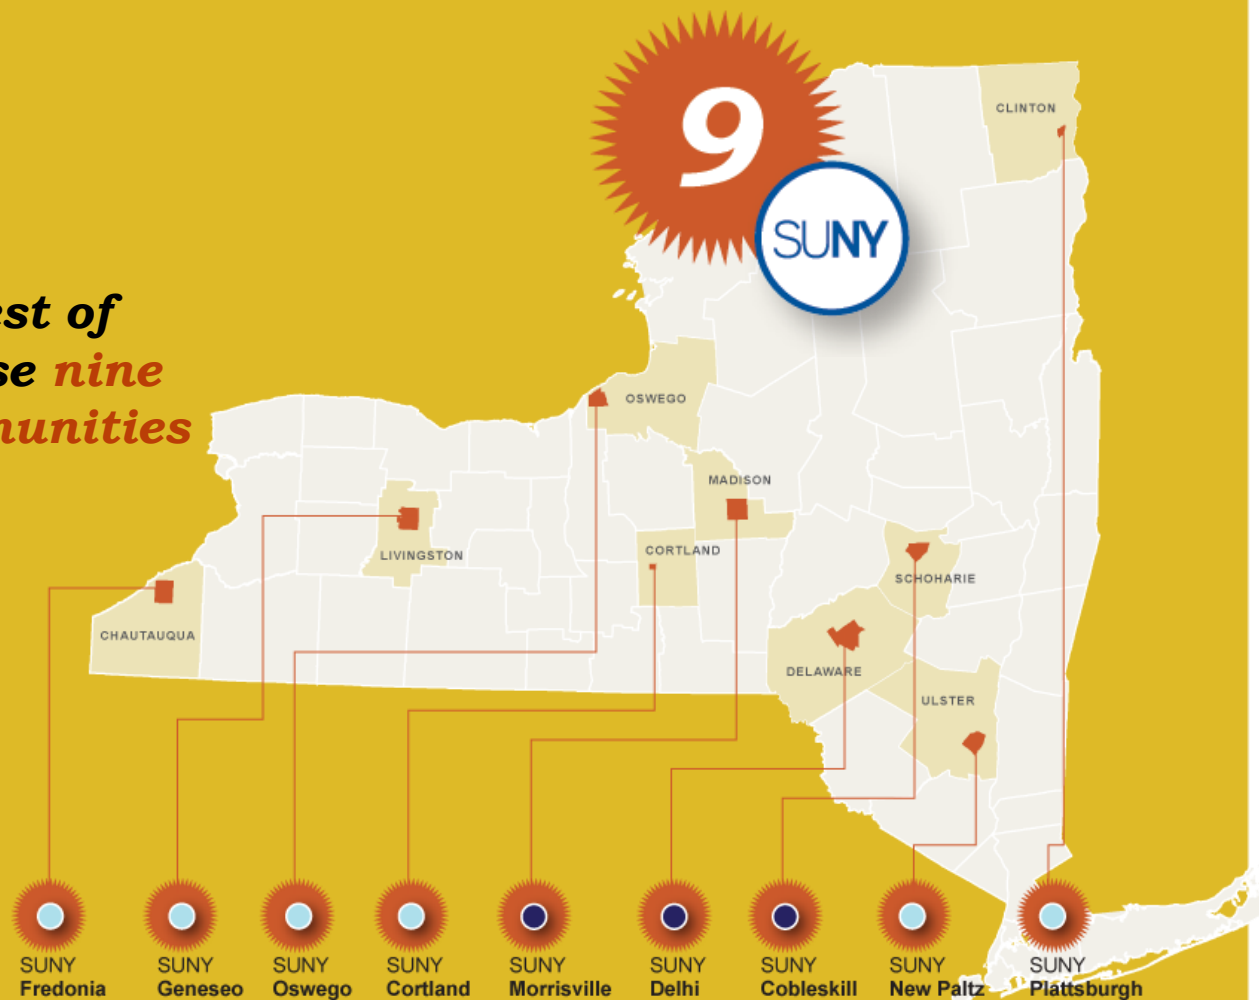 9
SUNY
CLINTON
est of
se nine
munities
OSWEGO
MADISON
CORTLAND
LIVINGSTON
SCHOHARIE
CHAUTAUQUA
DELAWARE
ULSTER
SUNY
Fredonia
SUNY
Geneseo
SUNY
Oswego
SUNY
Cortland
SUNY
Morrisville
SUNY
Delhi
SUNY
Cobleskill
SUNY
New Paltz
SUNY
Plattsburgh